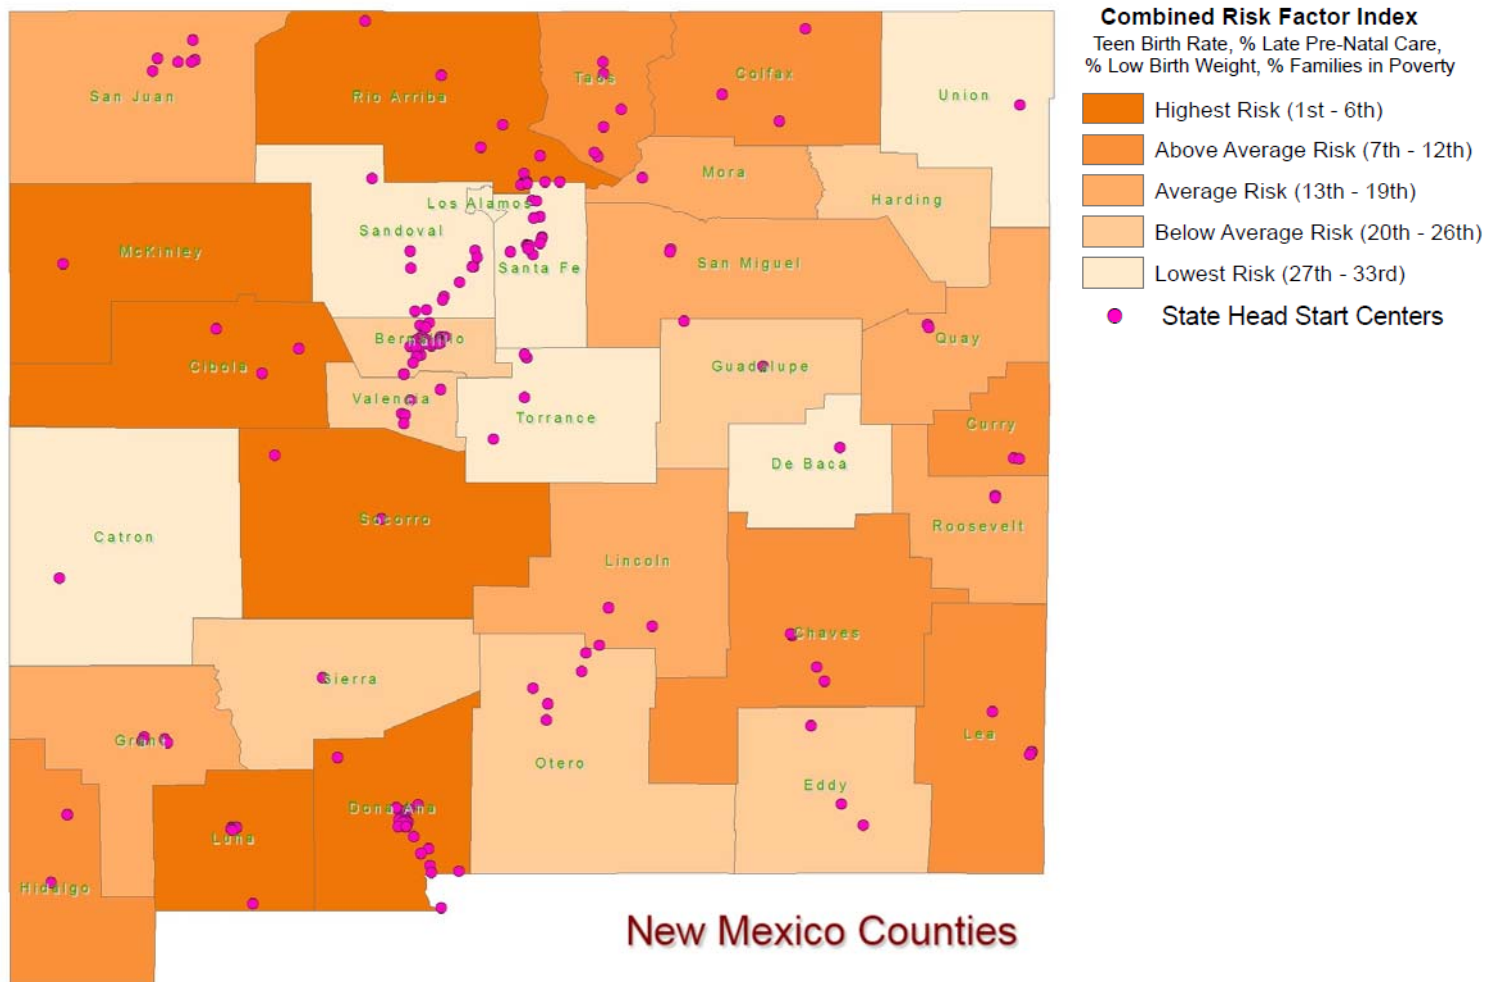 Combined Risk Factor Index
Teen Birth Rate, % Late Pre-Natal Care,
% Low Birth Weight, % Families in Poverty
Highest Risk (1st - 6th)
Above Average Risk (7th - 12th)
Average Risk (13th - 19th)
Below Average Risk (20th - 26th)
Lowest Risk (27th - 33rd)
State Head Start Centers
San Juan
Rio Arriba
Taos
Colfax
Union
Mora
Harding
Los Alamos
Sandoval
McKinley
Santa Fe
San Miguel
Bernalillo
Quay
Cibola
Guadalupe
Valencia
Torrance
Curry
De Baca
Socorro
Roosevelt
Catron
Lincoln
Chaves
Sierra
Grant
Lea
Otero
Eddy
Dona Ana
Luna
Hidalgo
New Mexico Counties